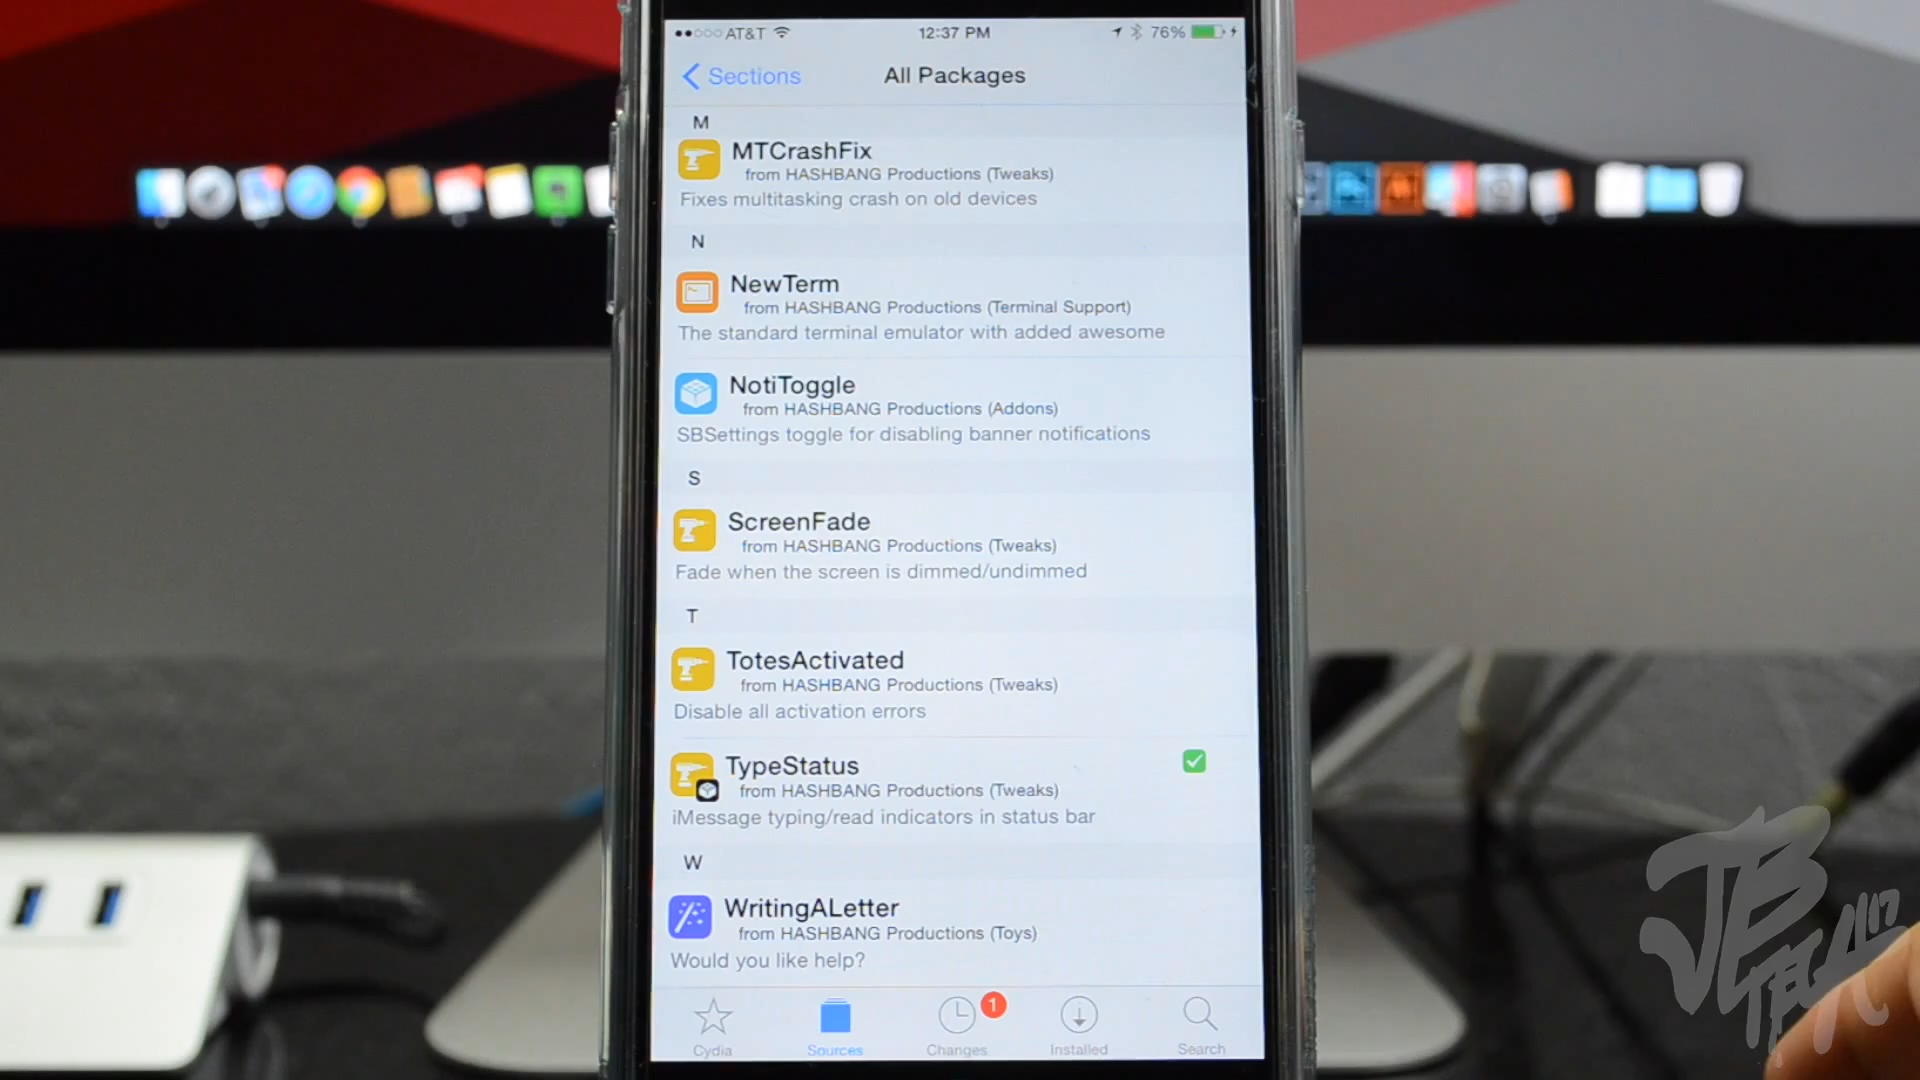 AT&T 12:37 PM 76%
Sections All Packages
M
MTCrashFix
from HASHBANG Productions (Tweaks)
Fixes multitasking crash on old devices
N
NewTerm
from HASHBANG Productions (Terminal Support)
The standard terminal emulator with added awesome
NotiToggle
from HASHBANG Productions (Addons)
SBSettings toggle for disabling banner notifications
S
ScreenFade
from HASHBANG Productions (Tweaks)
Fade when the screen is dimmed/undimmed
T
TotesActivated
from HASHBANG Productions (Tweaks)
Disable all activation errors
TypeStatus
from HASHBANG Productions (Tweaks)
iMessage typing/read indicators in status bar
W
WritingALetter
from HASHBANG Productions (Toys)
Would you like help?
1
Cydia Sources Changes Installed Search
JB
TECH